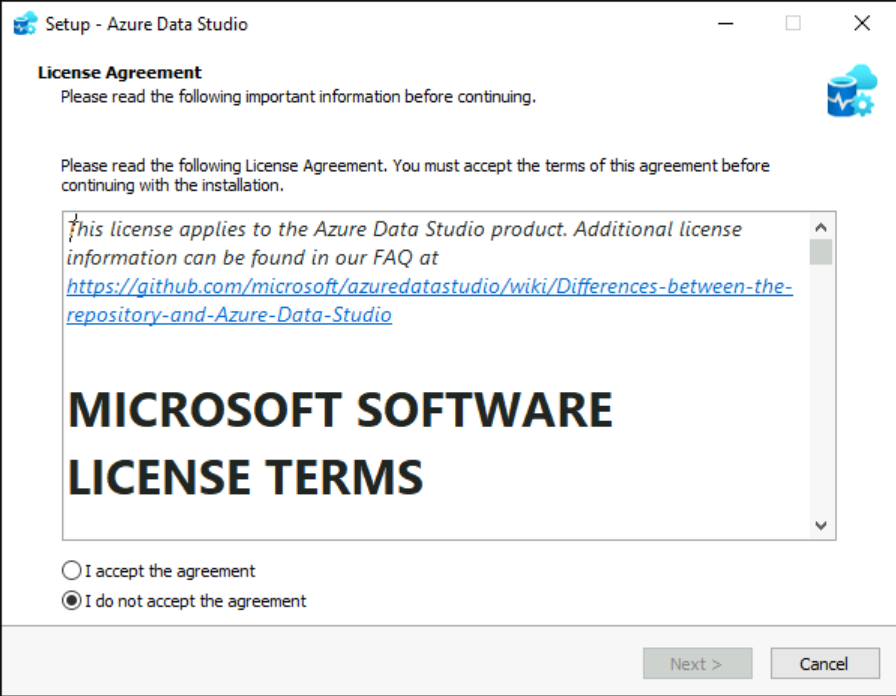 Setup - Azure Data Studio
License Agreement
Please read the following important information before continuing.
Please read the following License Agreement. You must accept the terms of this agreement before
continuing with the installation.
This license applies to the Azure Data Studio product. Additional license
information can be found in our FAQ at
https://github.com/microsoft/azuredatastudio/wiki/Differences-between-the-
repository-and-Azure-Data-Studio
MICROSOFT SOFTWARE
LICENSE TERMS
I accept the agreement
I do not accept the agreement
Next >
Cancel